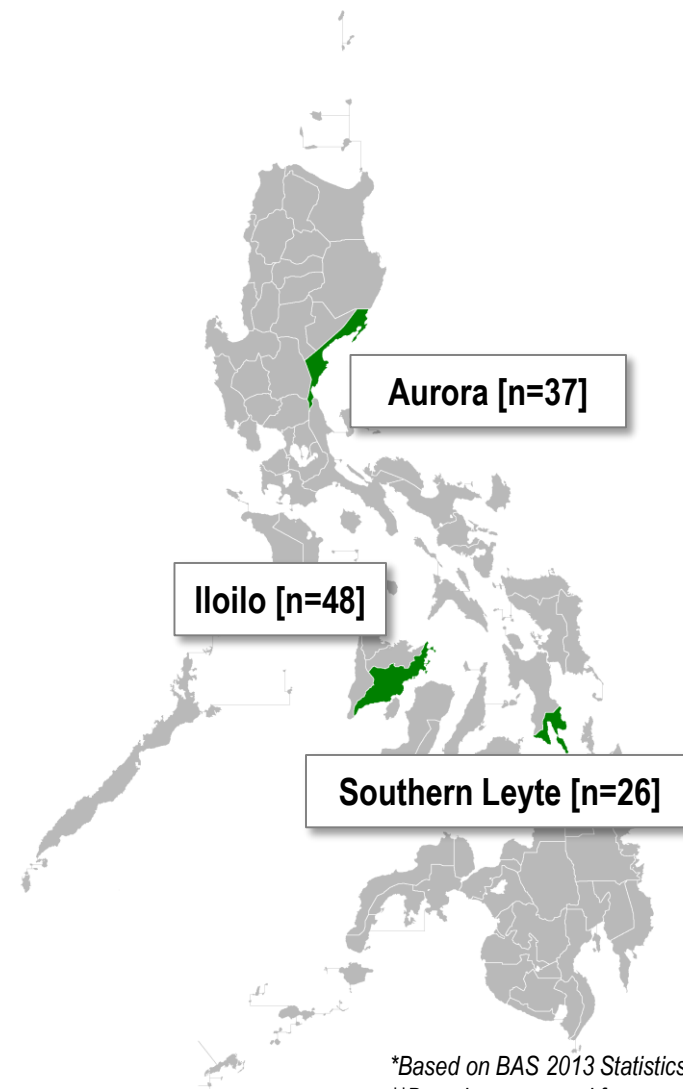 Aurora [n=37]
Iloilo [n=48]
Southern Leyte [n=26]
*Based on BAS 2013 Statistics